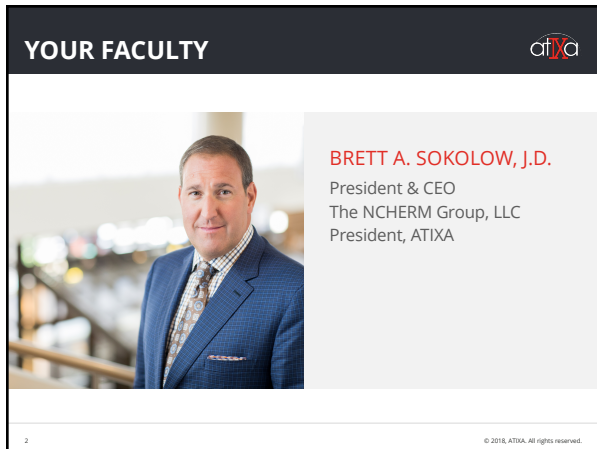 YOUR FACULTY
atIXa
BRETT A. SOKOLOW, J.D.
President & CEO
The NCHERM Group, LLC
President, ATIXA
2
© 2018, ATIXA. All rights reserved.